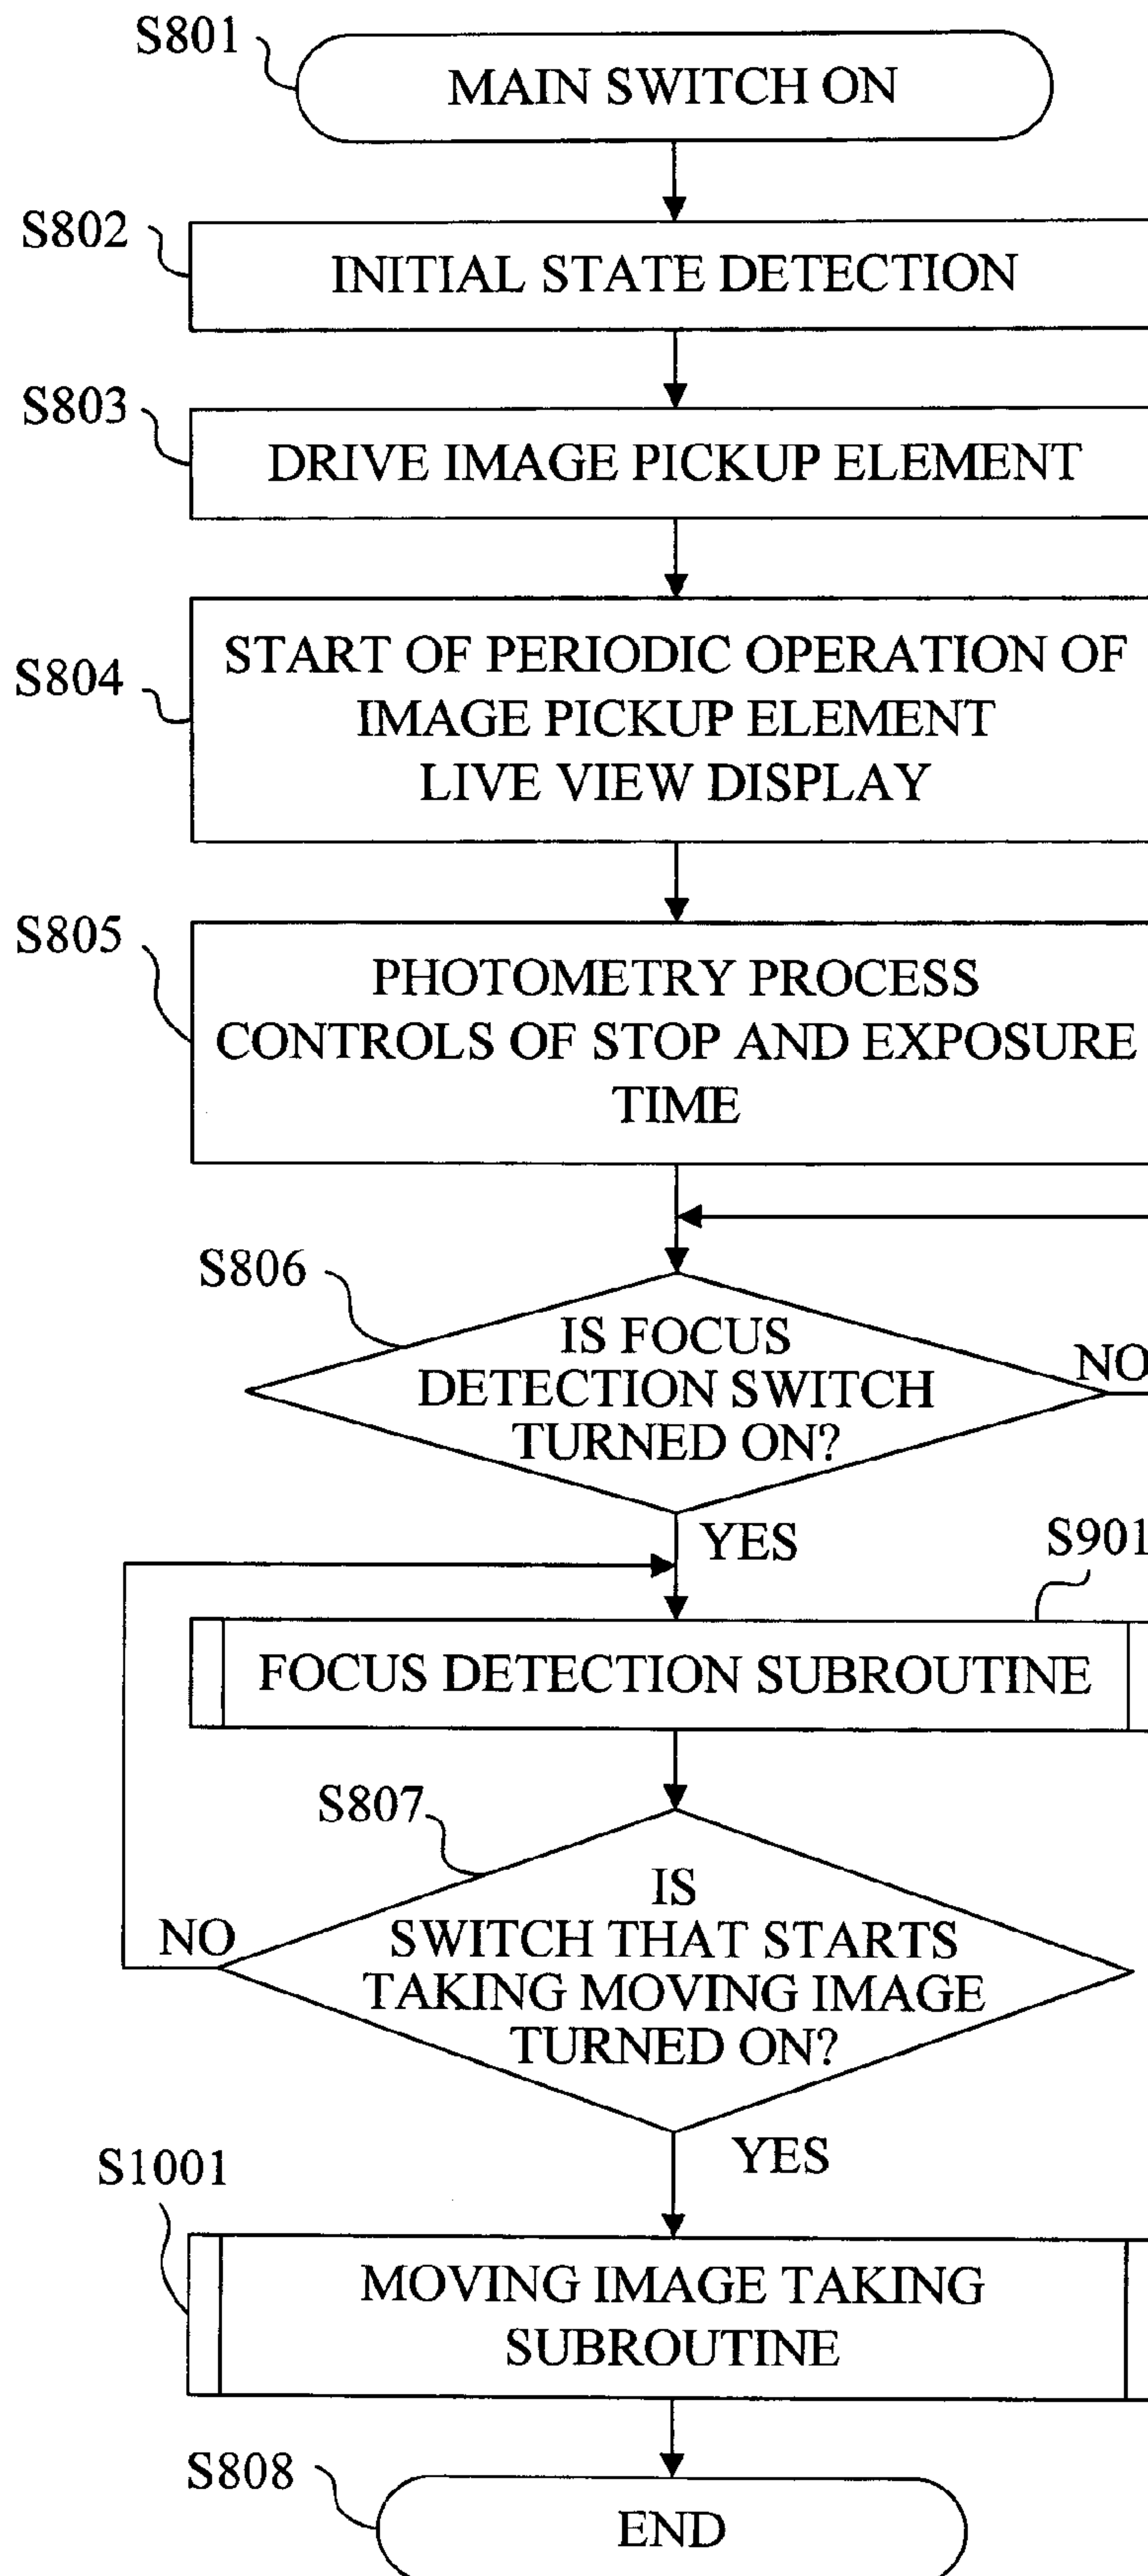 S801
MAIN SWITCH ON
S802
INITIAL STATE DETECTION
S803
DRIVE IMAGE PICKUP ELEMENT
S804
START OF PERIODIC OPERATION OF
IMAGE PICKUP ELEMENT
LIVE VIEW DISPLAY
S805
PHOTOMETRY PROCESS
CONTROLS OF STOP AND EXPOSURE
TIME
S806
IS FOCUS
DETECTION SWITCH
TURNED ON?
NO
YES
S901
FOCUS DETECTION SUBROUTINE
S807
IS
SWITCH THAT STARTS
TAKING MOVING IMAGE
TURNED ON?
NO
YES
S1001
MOVING IMAGE TAKING
SUBROUTINE
S808
END